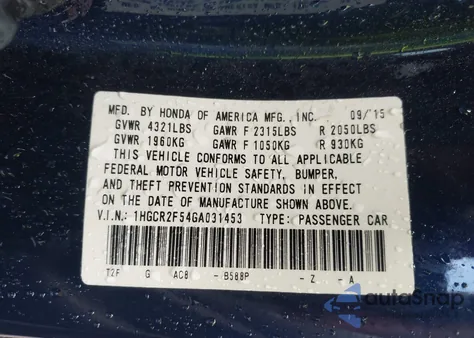 MFD. BY HONDA OF AMERICA MFG., INC. 09/15
GVWR 4321LBS GAWR F 2315LBS R 2050LBS
GVWR 1960KG GAWR F 1050KG R 930KG
THIS VEHICLE CONFORMS TO ALL APPLICABLE
FEDERAL MOTOR VEHICLE SAFETY, BUMPER,
AND THEFT PREVENTION STANDARDS IN EFFECT
ON THE DATE OF MANUFACTURE SHOWN ABOVE.
V.I.N.: 1HGCR2F54GA031453 TYPE: PASSENGER CAR
T2F G AC8 - B588P - Z - A
AutoSnap